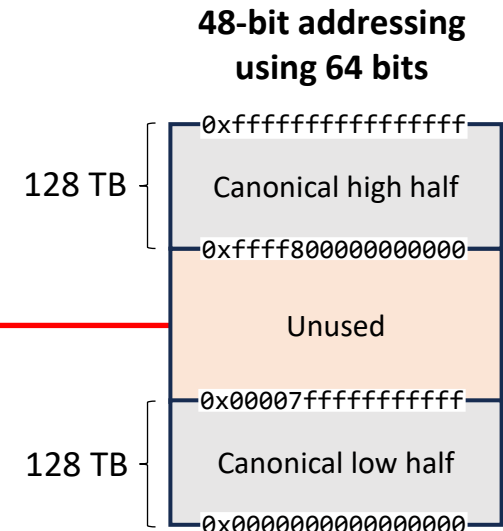 48-bit addressing
using 64 bits
0xffffffffffffffff
128 TB
Canonical high half
0xffff800000000000
Unused
0x00007fffffffffff
128 TB
Canonical low half
0x0000000000000000